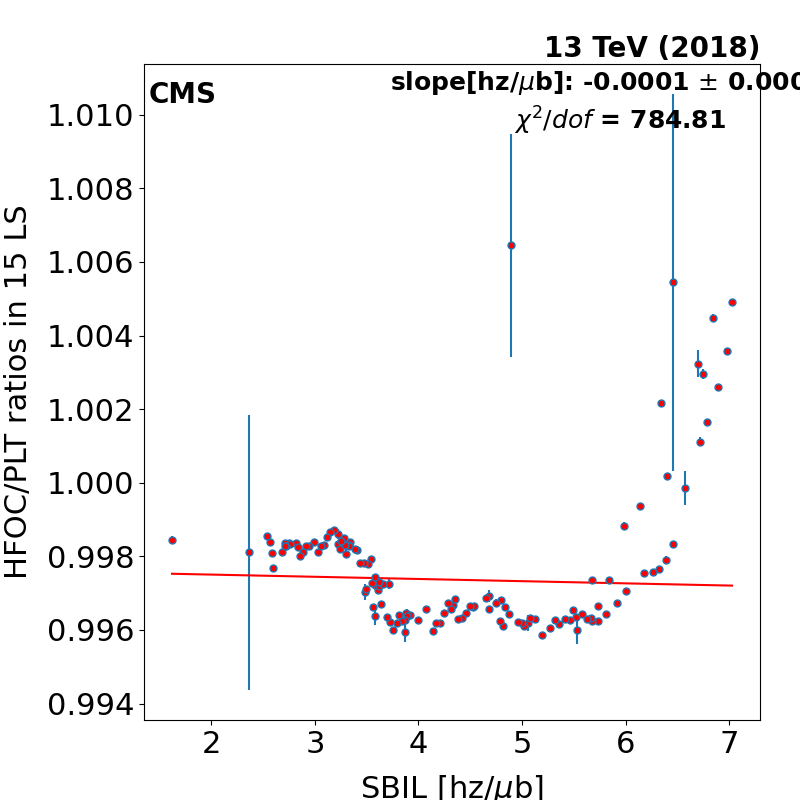 13 TeV (2018)
CMS
slope[hz/μb]: -0.0001 ± 0.000
χ²/dof = 784.81
HFOC/PLT ratios in 15 LS
1.010
1.008
1.006
1.004
1.002
1.000
0.998
0.996
0.994
2 3 4 5 6 7
SBIL [hz/μb]